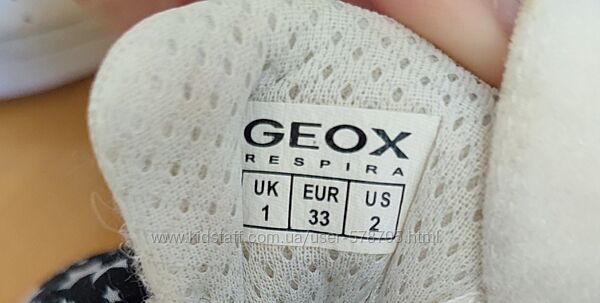 GEOX
RESPIRA
UK EUR US
1 33 2
www.kidstaff.com.ua/user-578705.html